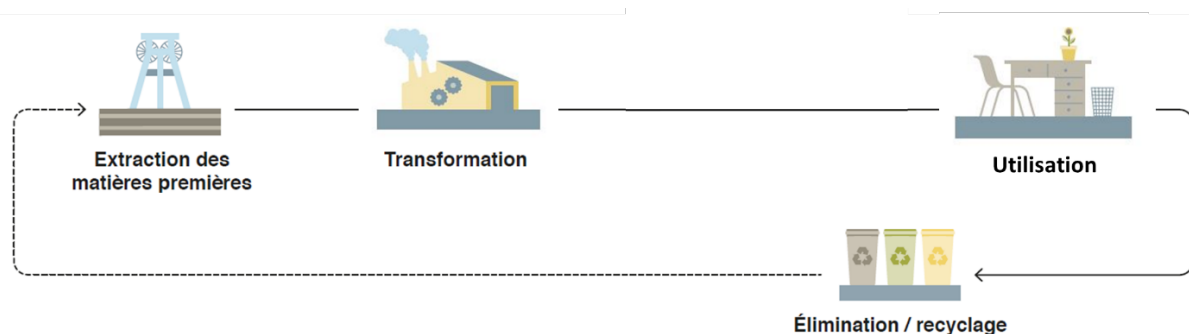 Extraction des
matières premières
Transformation
Utilisation
Élimination / recyclage